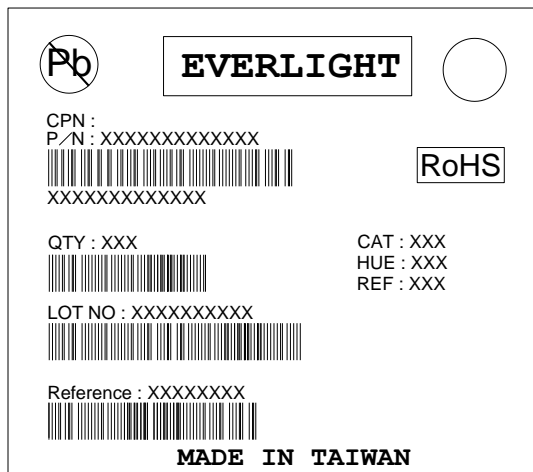 Pb
EVERLIGHT
CPN :
P/N : XXXXXXXXXXXXX
RoHS
XXXXXXXXXXXXX
QTY : XXX
CAT : XXX
HUE : XXX
REF : XXX
LOT NO : XXXXXXXXXX
Reference : XXXXXXXX
MADE IN TAIWAN